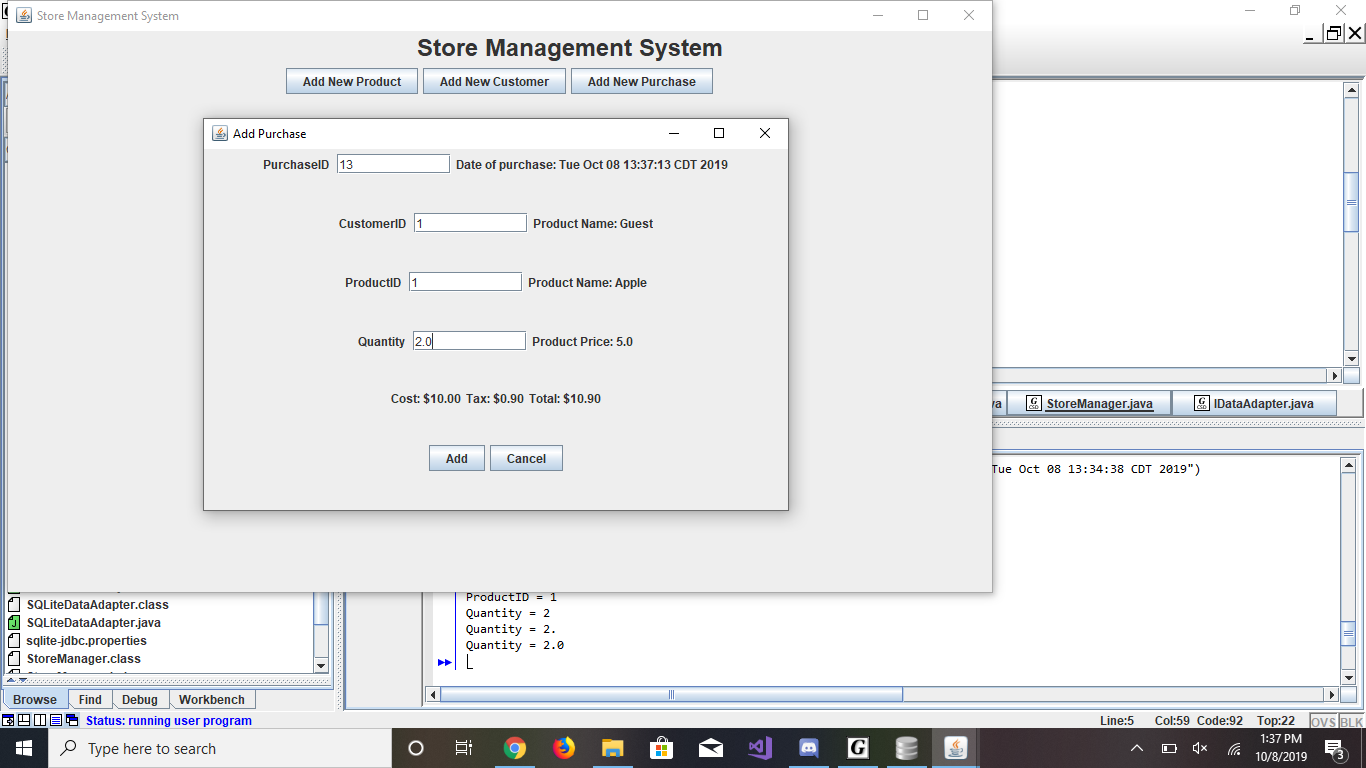 Store Management System
Store Management System
Add New Product Add New Customer Add New Purchase
Add Purchase
PurchaseID 13 Date of purchase: Tue Oct 08 13:37:13 CDT 2019
CustomerID 1 Product Name: Guest
ProductID 1 Product Name: Apple
Quantity 2.0 Product Price: 5.0
Cost: $10.00 Tax: $0.90 Total: $10.90
Add Cancel
va StoreManager.java IDataAdapter.java
Tue Oct 08 13:34:38 CDT 2019")
ProductID = 1
Quantity = 2
Quantity = 2.
Quantity = 2.0
SQLiteDataAdapter.class
SQLiteDataAdapter.java
sqlite-jdbc.properties
StoreManager.class
Browse Find Debug Workbench
Status: running user program
Line:5 Col:59 Code:92 Top:22 OVS BLK
Type here to search
1:37 PM
10/8/2019
3